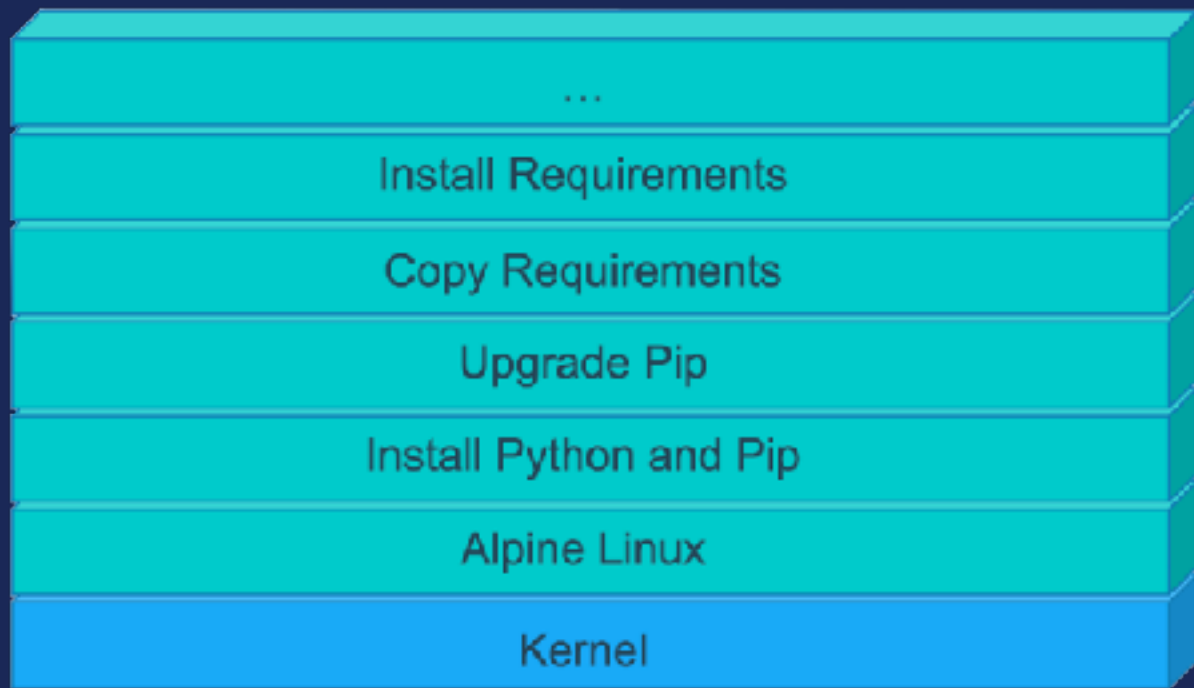 ...
Install Requirements
Copy Requirements
Upgrade Pip
Install Python and Pip
Alpine Linux
Kernel